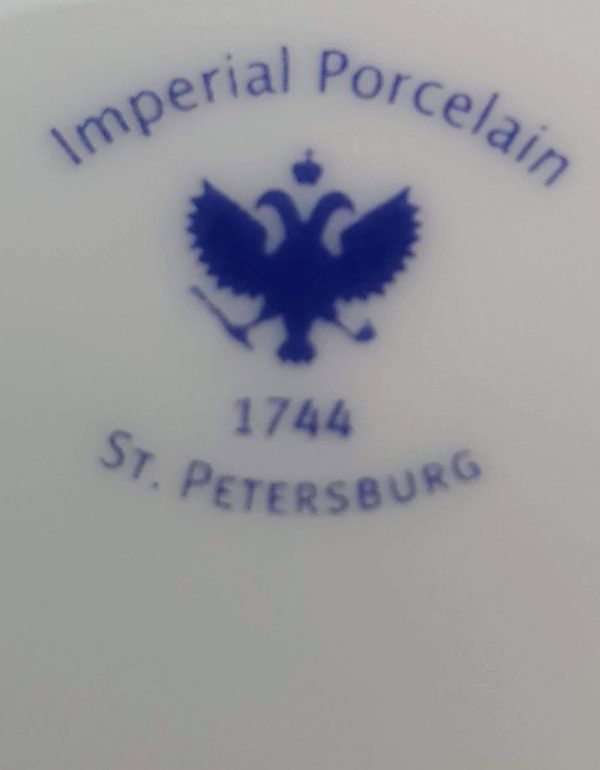 Imperial Porcelain
1744
St. Petersburg